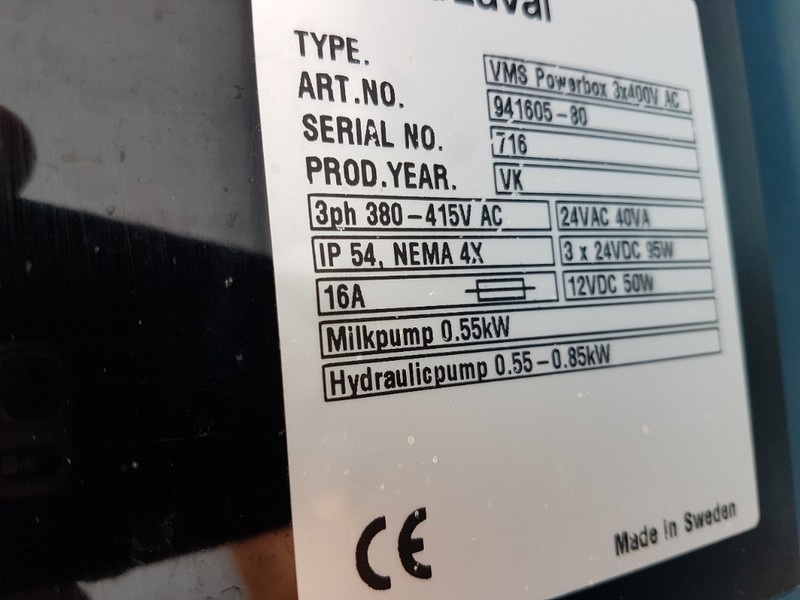 TYPE. VMS Powerbox 3x400V AC
ART.NO. 941605-80
SERIAL NO. 716
PROD.YEAR. VK
3ph 380-415V AC 24VAC 40VA
IP 54, NEMA 4X 3 x 24VDC 95W
16A 12VDC 50W
Milkpump 0.55kW
Hydraulicpump 0.55-0.85kW
CE Made in Sweden